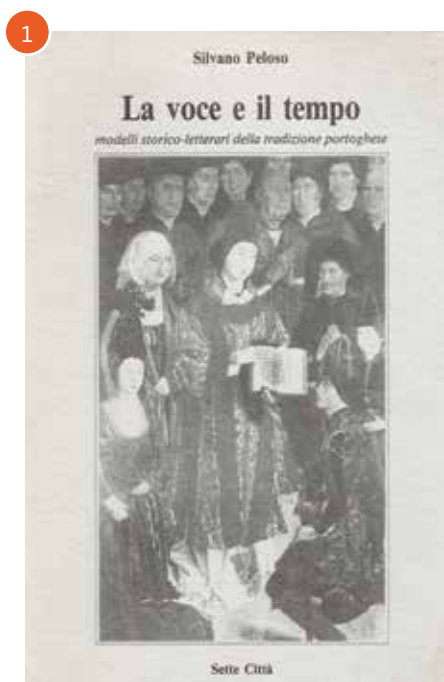 1
Silvano Peloso
La voce e il tempo
modelli storico-letterari della tradizione portoghese
Sette Città